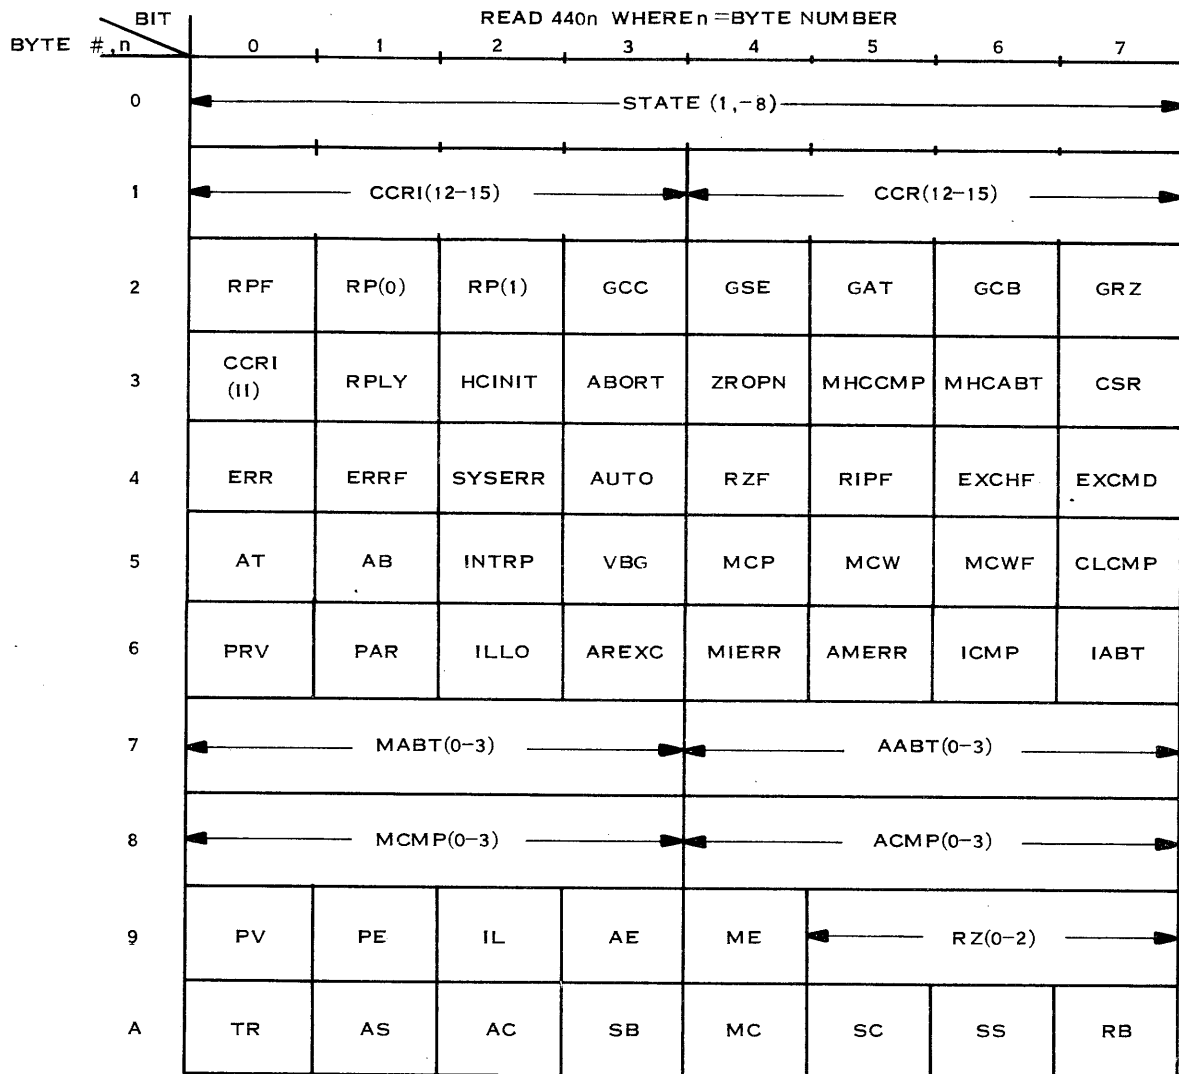 BIT READ 440n WHERE n = BYTE NUMBER
BYTE #,n 0 1 2 3 4 5 6 7
0 STATE (1,-8)
1 CCRI(12-15) CCR(12-15)
2 RPF RP(0) RP(1) GCC GSE GAT GCB GRZ
3 CCRI (11) RPLY HCINIT ABORT ZROPN MHCCMP MHCABT CSR
4 ERR ERRF SYSERR AUTO RZF RIPF EXCHF EXCMD
5 AT AB INTRP VBG MCP MCW MCWF CLCMP
6 PRV PAR ILLO AREXC MIERR AMERR ICMP IABT
7 MABT(0-3) AABT(0-3)
8 MCMP(0-3) ACMP(0-3)
9 PV PE IL AE ME RZ(0-2)
A TR AS AC SB MC SC SS RB